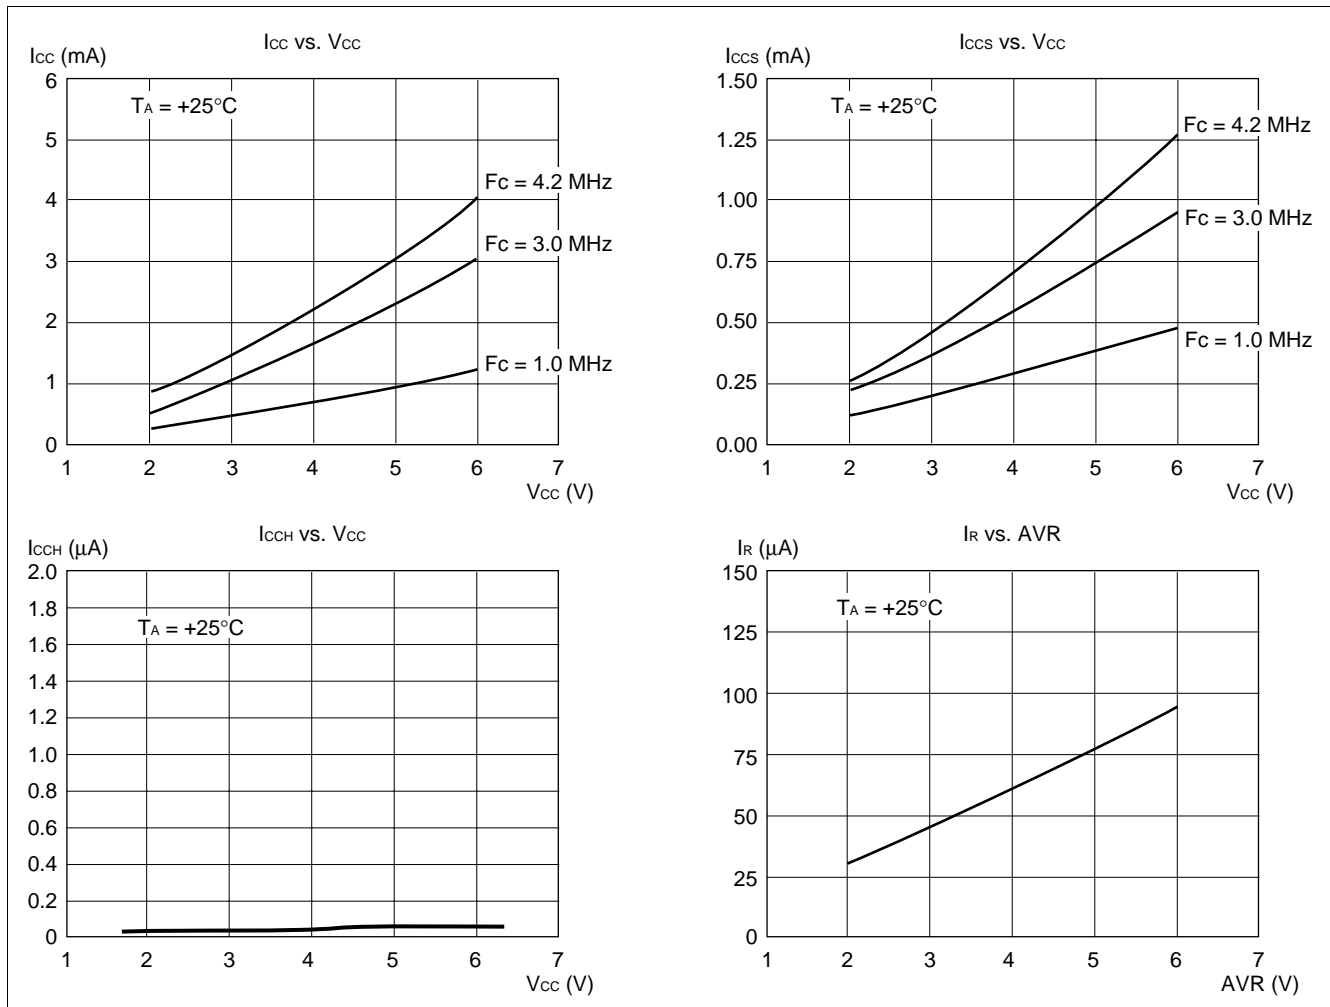 ICC vs. VCC
ICC (mA)
6
5
4
3
2
1
0
TA = +25°C
Fc = 4.2 MHz
Fc = 3.0 MHz
Fc = 1.0 MHz
1 2 3 4 5 6 7
VCC (V)
ICCS vs. VCC
ICCS (mA)
1.50
1.25
1.00
0.75
0.50
0.25
0.00
TA = +25°C
Fc = 4.2 MHz
Fc = 3.0 MHz
Fc = 1.0 MHz
1 2 3 4 5 6 7
VCC (V)
ICCH vs. VCC
ICCH (µA)
2.0
1.8
1.6
1.4
1.2
1.0
0.8
0.6
0.4
0.2
0
TA = +25°C
1 2 3 4 5 6 7
VCC (V)
IR vs. AVR
IR (µA)
150
125
100
75
50
25
0
TA = +25°C
1 2 3 4 5 6 7
AVR (V)